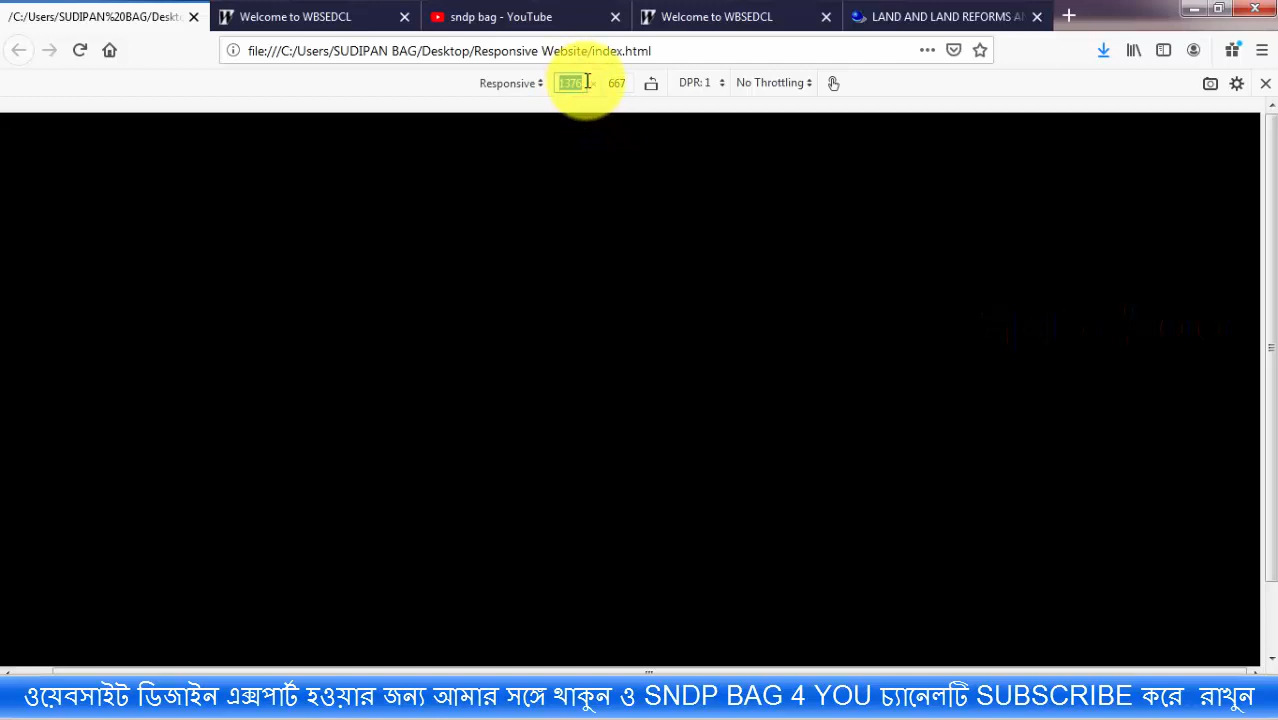 /C:/Users/SUDIPAN%20BAG/Deskto
Welcome to WBSEDCL
sndp bag - YouTube
Welcome to WBSEDCL
LAND AND LAND REFORMS A
file:///C:/Users/SUDIPAN BAG/Desktop/Responsive Website/index.html
Responsive 1376 × 667 DPR: 1 No Throttling
ওয়েবসাইট ডিজাইন এক্সপার্ট হওয়ার জন্য আমার সঙ্গে থাকুন ও SNDP BAG 4 YOU চ্যানেলটি SUBSCRIBE করে রাখুন